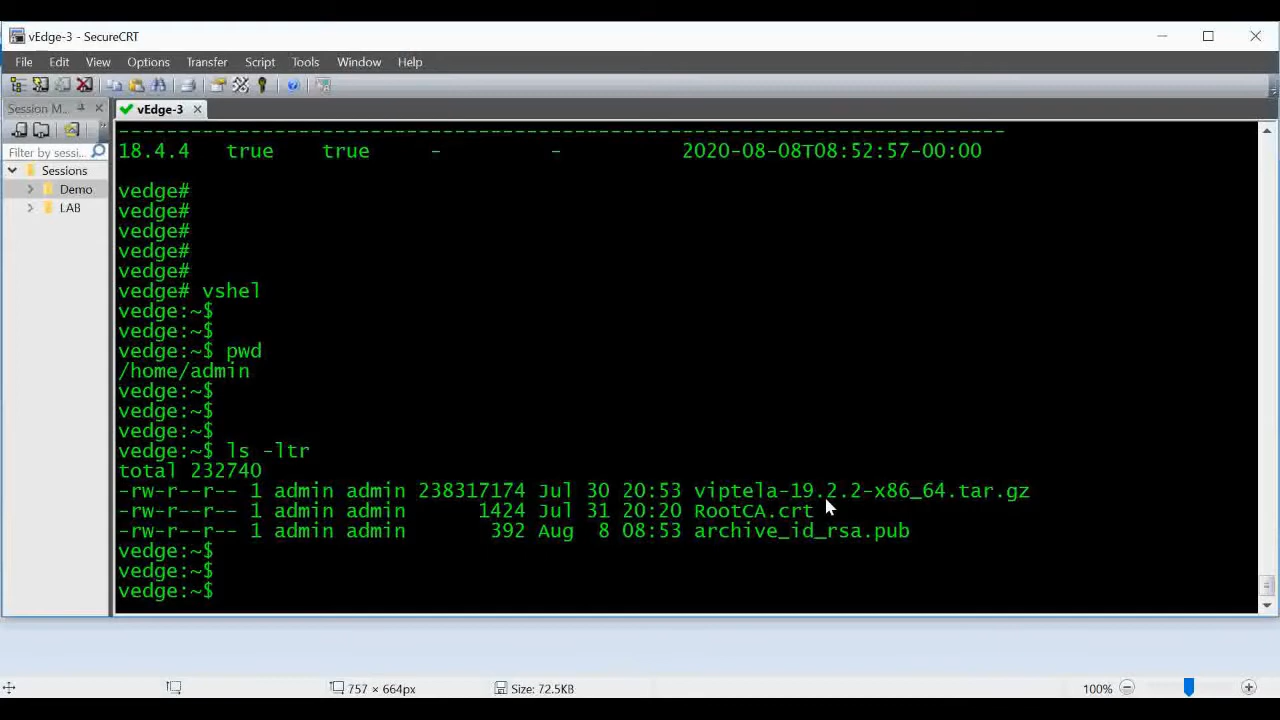 vEdge-3 - SecureCRT
File Edit View Options Transfer Script Tools Window Help
Session M...
vEdge-3
Filter by sessi...
Sessions
Demo
LAB
------------------------------------------------------------------------
18.4.4 true true - - 2020-08-08T08:52:57-00:00
vedge#
vedge#
vedge#
vedge#
vedge#
vedge# vshel
vedge:~$
vedge:~$
vedge:~$ pwd
/home/admin
vedge:~$
vedge:~$
vedge:~$
vedge:~$ ls -ltr
total 232740
-rw-r--r-- 1 admin admin 238317174 Jul 30 20:53 viptela-19.2.2-x86_64.tar.gz
-rw-r--r-- 1 admin admin 1424 Jul 31 20:20 RootCA.crt
-rw-r--r-- 1 admin admin 392 Aug 8 08:53 archive_id_rsa.pub
vedge:~$
vedge:~$
vedge:~$
757 × 664px Size: 72.5KB 100%